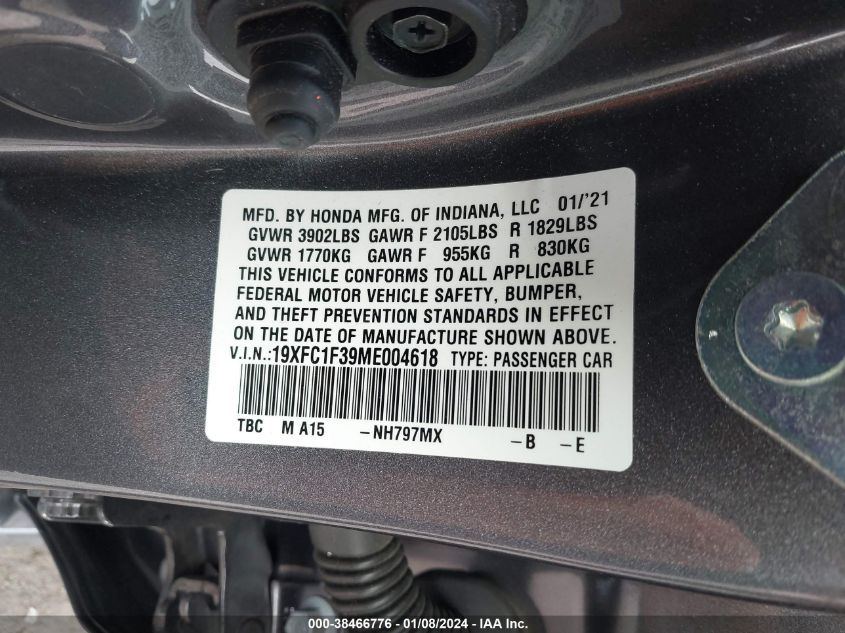 MFD. BY HONDA MFG. OF INDIANA, LLC 01/'21
GVWR 3902LBS GAWR F 2105LBS R 1829LBS
GVWR 1770KG GAWR F 955KG R 830KG
THIS VEHICLE CONFORMS TO ALL APPLICABLE
FEDERAL MOTOR VEHICLE SAFETY, BUMPER,
AND THEFT PREVENTION STANDARDS IN EFFECT
ON THE DATE OF MANUFACTURE SHOWN ABOVE.
V.I.N.:19XFC1F39ME004618 TYPE: PASSENGER CAR
TBC M A15 -NH797MX -B -E
000-38466776 - 01/08/2024 - IAA Inc.